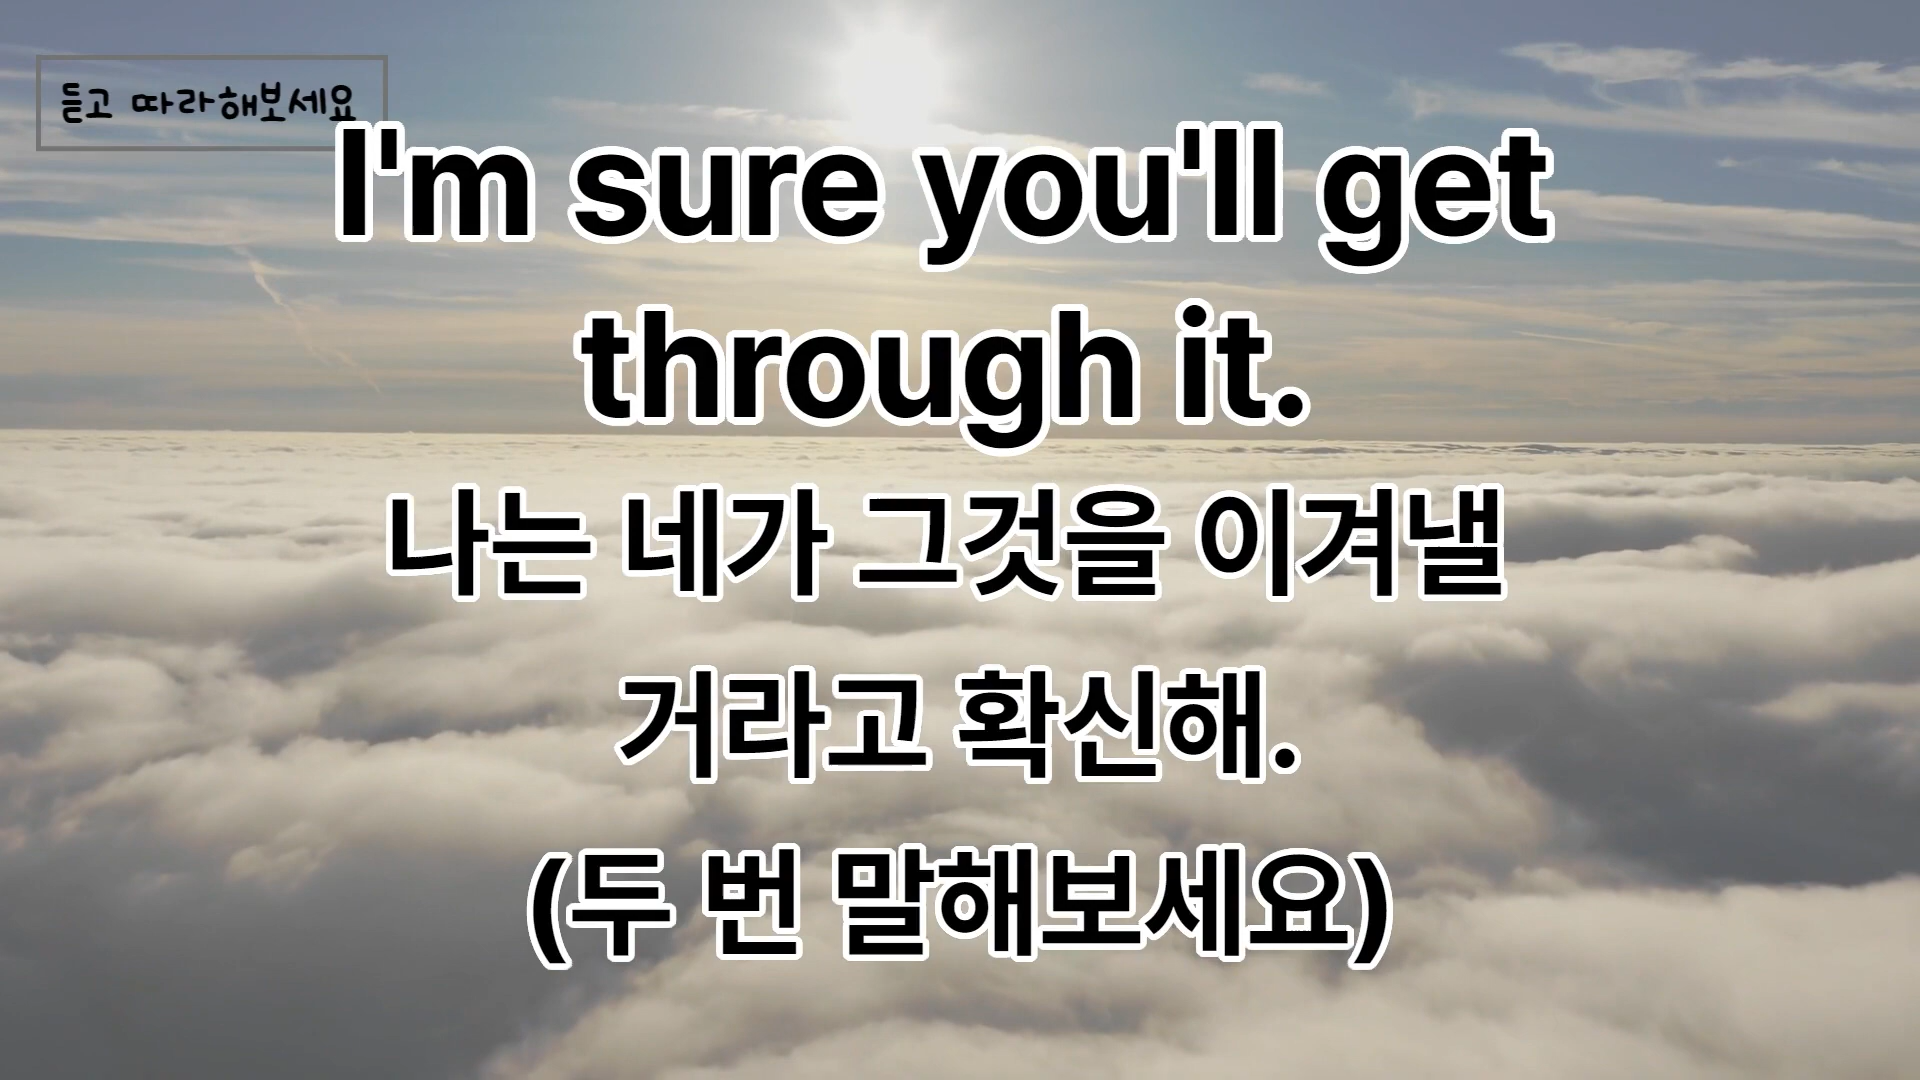 듣고 따라해보세요
I'm sure you'll get
through it.
나는 네가 그것을 이겨낼
거라고 확신해.
(두 번 말해보세요)